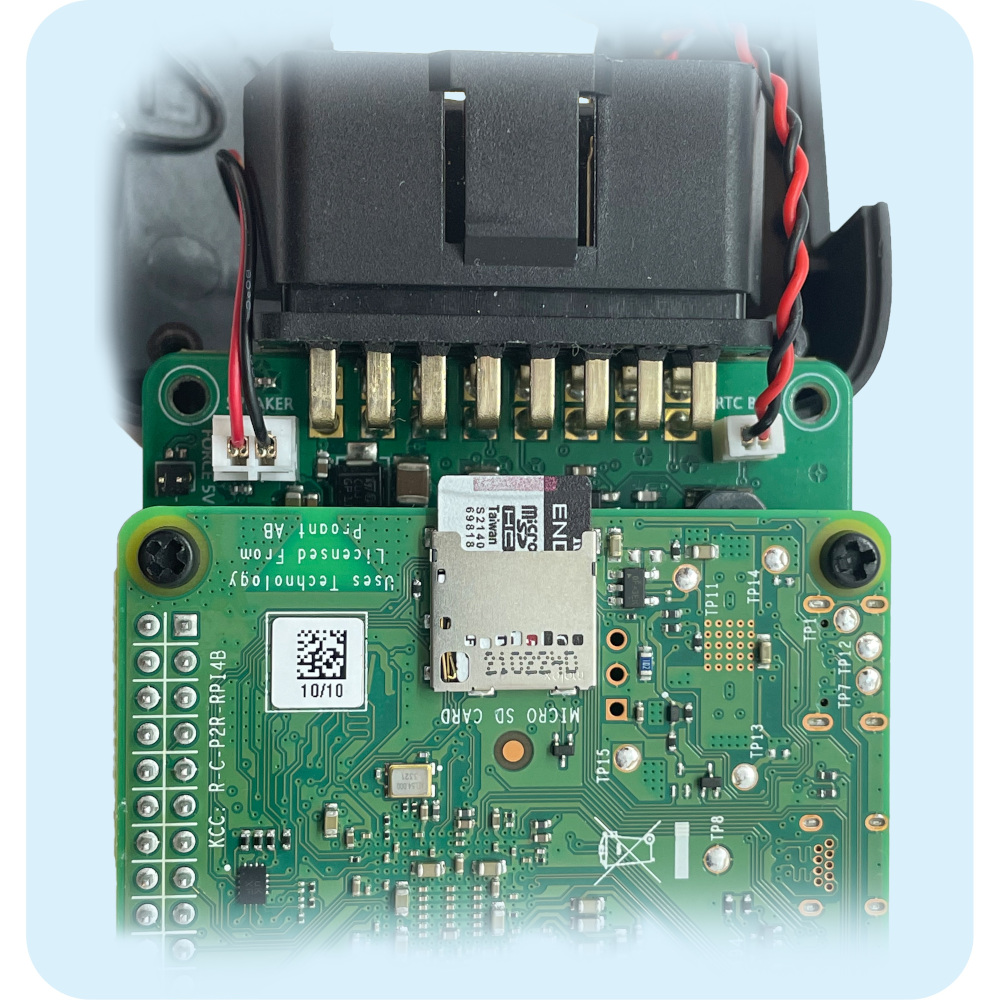 RTC B
FORCE 5V
END
micro
SD
HC
Taiwan
S2140
69818
Uses Technology
Licensed From
Proant AB
10/10
MICRO SD CARD
KCC: R-C-P2R-RPI4B
TP11
TP14
TP1
TP12
TP7
TP15
TP13
TP8